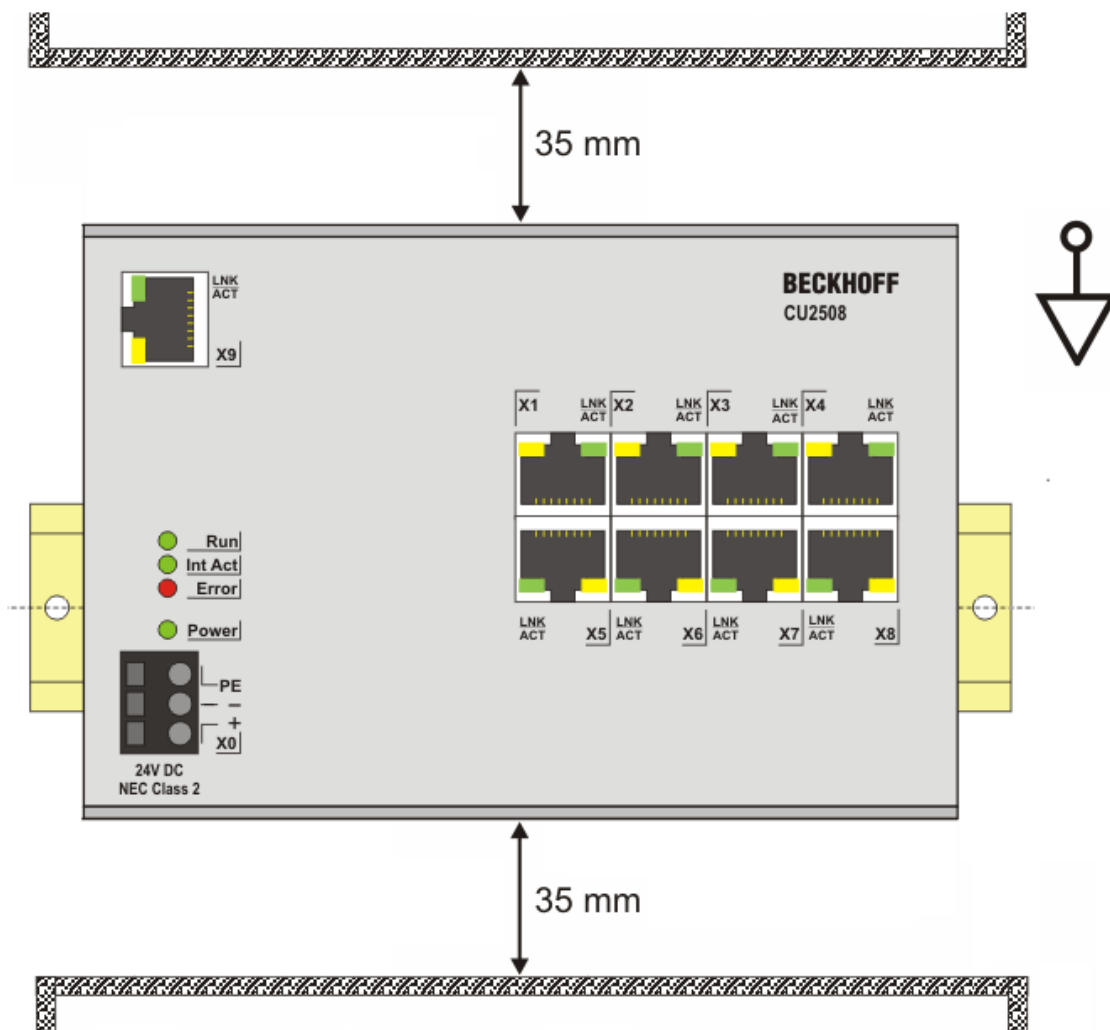 35 mm
LNK
ACT
X9
BECKHOFF
CU2508
X1 LNK X2 LNK X3 LNK X4 LNK
ACT ACT ACT ACT
Run
Int Act
Error
Power
LNK X5 LNK X6 LNK X7 LNK X8
ACT ACT ACT ACT
PE
–
+
X0
24V DC
NEC Class 2
35 mm